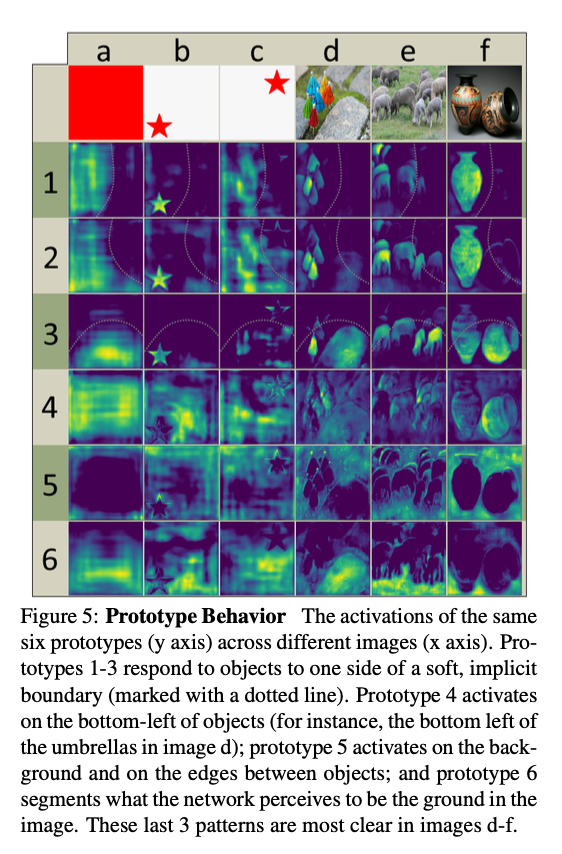 a b c d e f
1
2
3
4
5
6
Figure 5: Prototype Behavior The activations of the same
six prototypes (y axis) across different images (x axis). Pro-
totypes 1-3 respond to objects to one side of a soft, implicit
boundary (marked with a dotted line). Prototype 4 activates
on the bottom-left of objects (for instance, the bottom left of
the umbrellas in image d); prototype 5 activates on the back-
ground and on the edges between objects; and prototype 6
segments what the network perceives to be the ground in the
image. These last 3 patterns are most clear in images d-f.